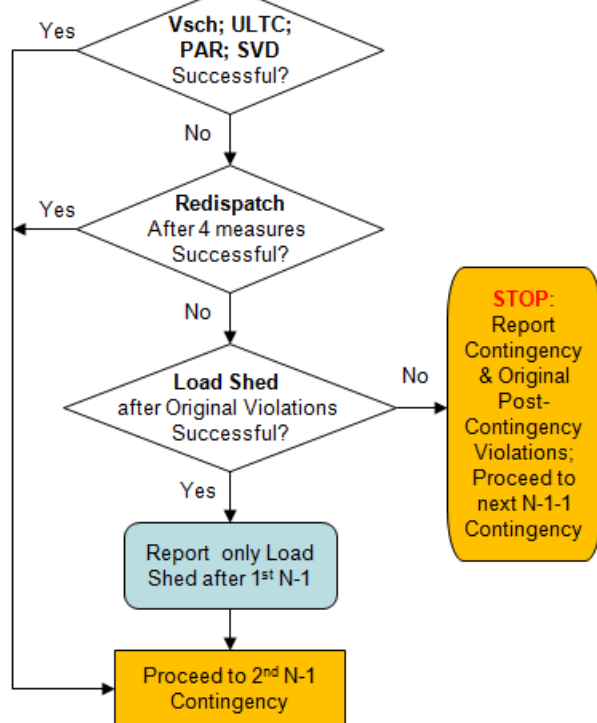 Yes
Vsch; ULTC;
PAR; SVD
Successful?
No
Yes
Redispatch
After 4 measures
Successful?
No
Load Shed
after Original Violations
Successful?
No
STOP:
Report
Contingency
& Original
Post-
Contingency
Violations;
Proceed to
next N-1-1
Contingency
Yes
Report only Load
Shed after 1st N-1
Proceed to 2nd N-1
Contingency